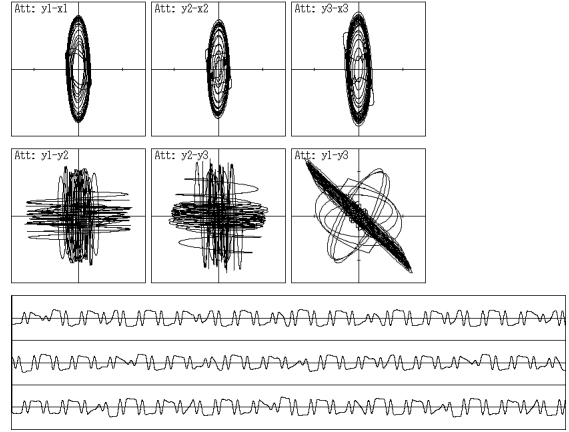 Att: y1-x1
Att: y2-x2
Att: y3-x3
Att: y1-y2
Att: y2-y3
Att: y1-y3